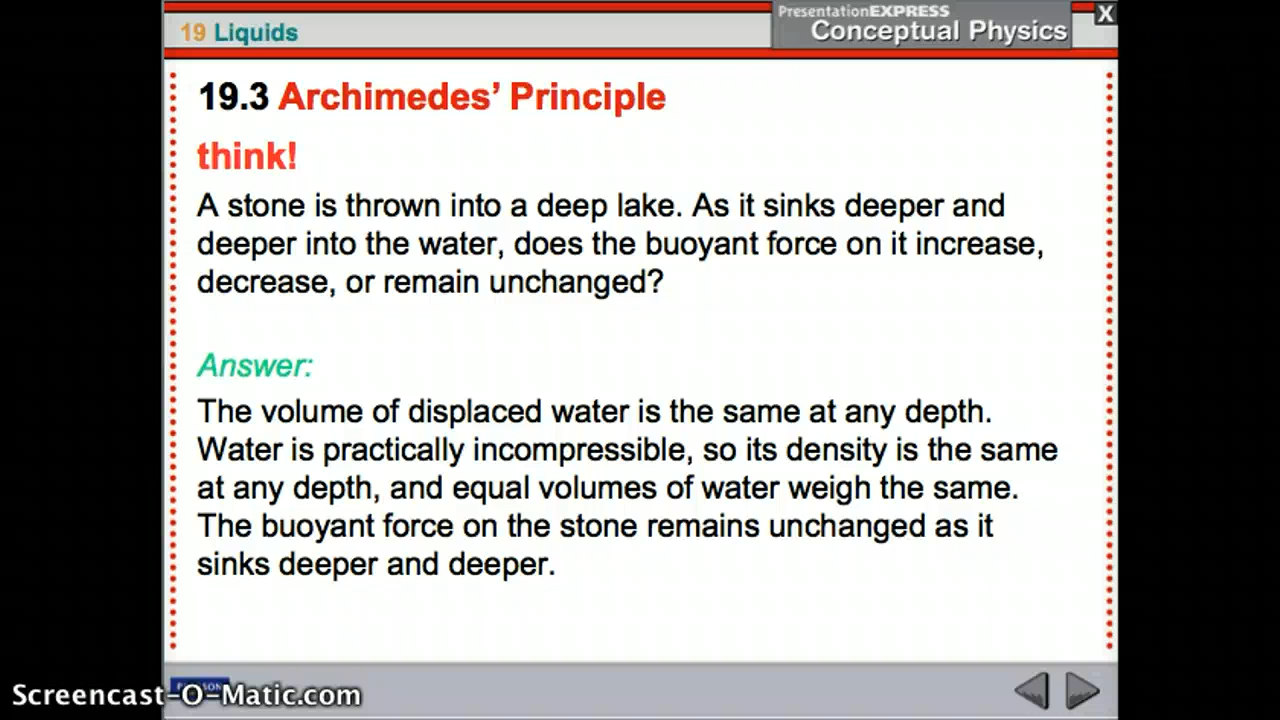 PresentationEXPRESS
X
19 Liquids
Conceptual Physics
19.3 Archimedes’ Principle
think!
A stone is thrown into a deep lake. As it sinks deeper and
deeper into the water, does the buoyant force on it increase,
decrease, or remain unchanged?
Answer:
The volume of displaced water is the same at any depth.
Water is practically incompressible, so its density is the same
at any depth, and equal volumes of water weigh the same.
The buoyant force on the stone remains unchanged as it
sinks deeper and deeper.
Screencast-O-Matic.com